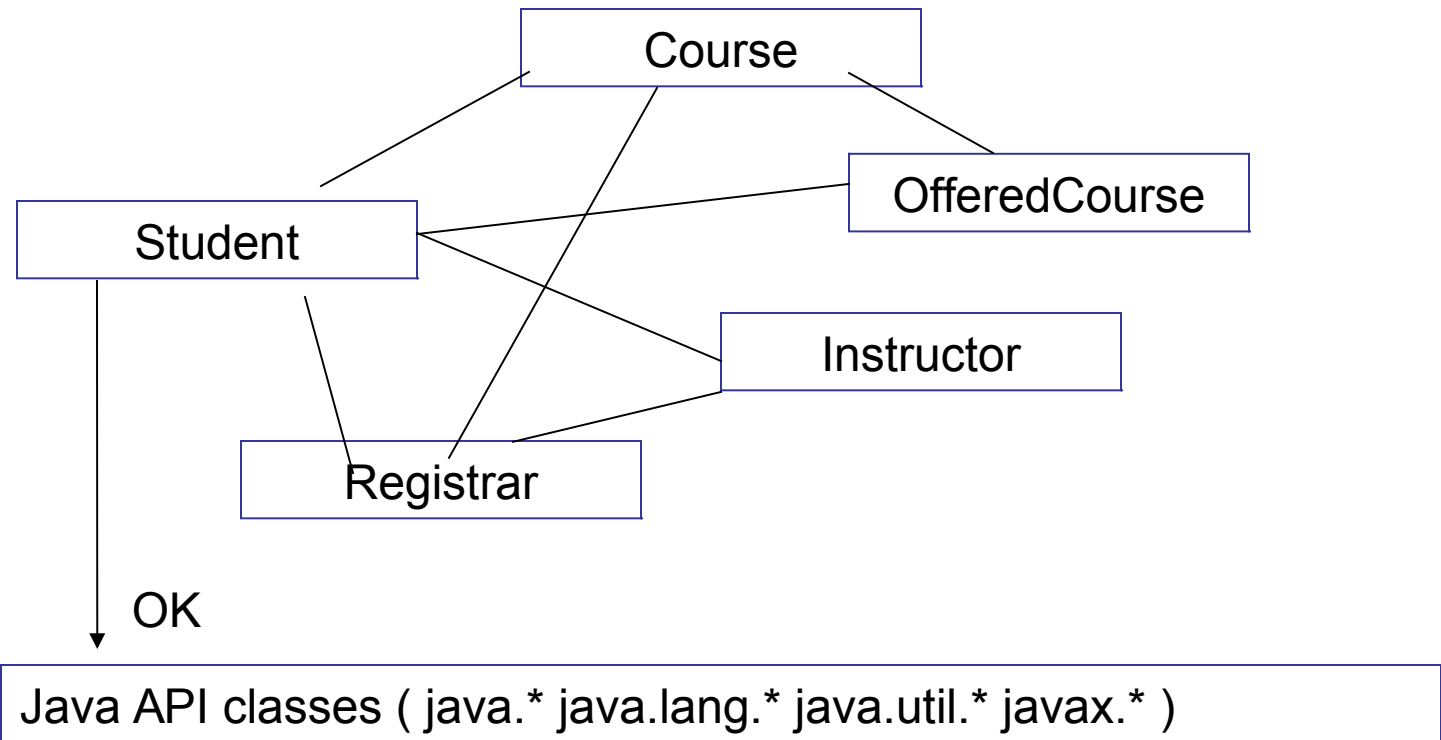 Course
OfferedCourse
Student
Instructor
Registrar
OK
Java API classes ( java.* java.lang.* java.util.* javax.* )